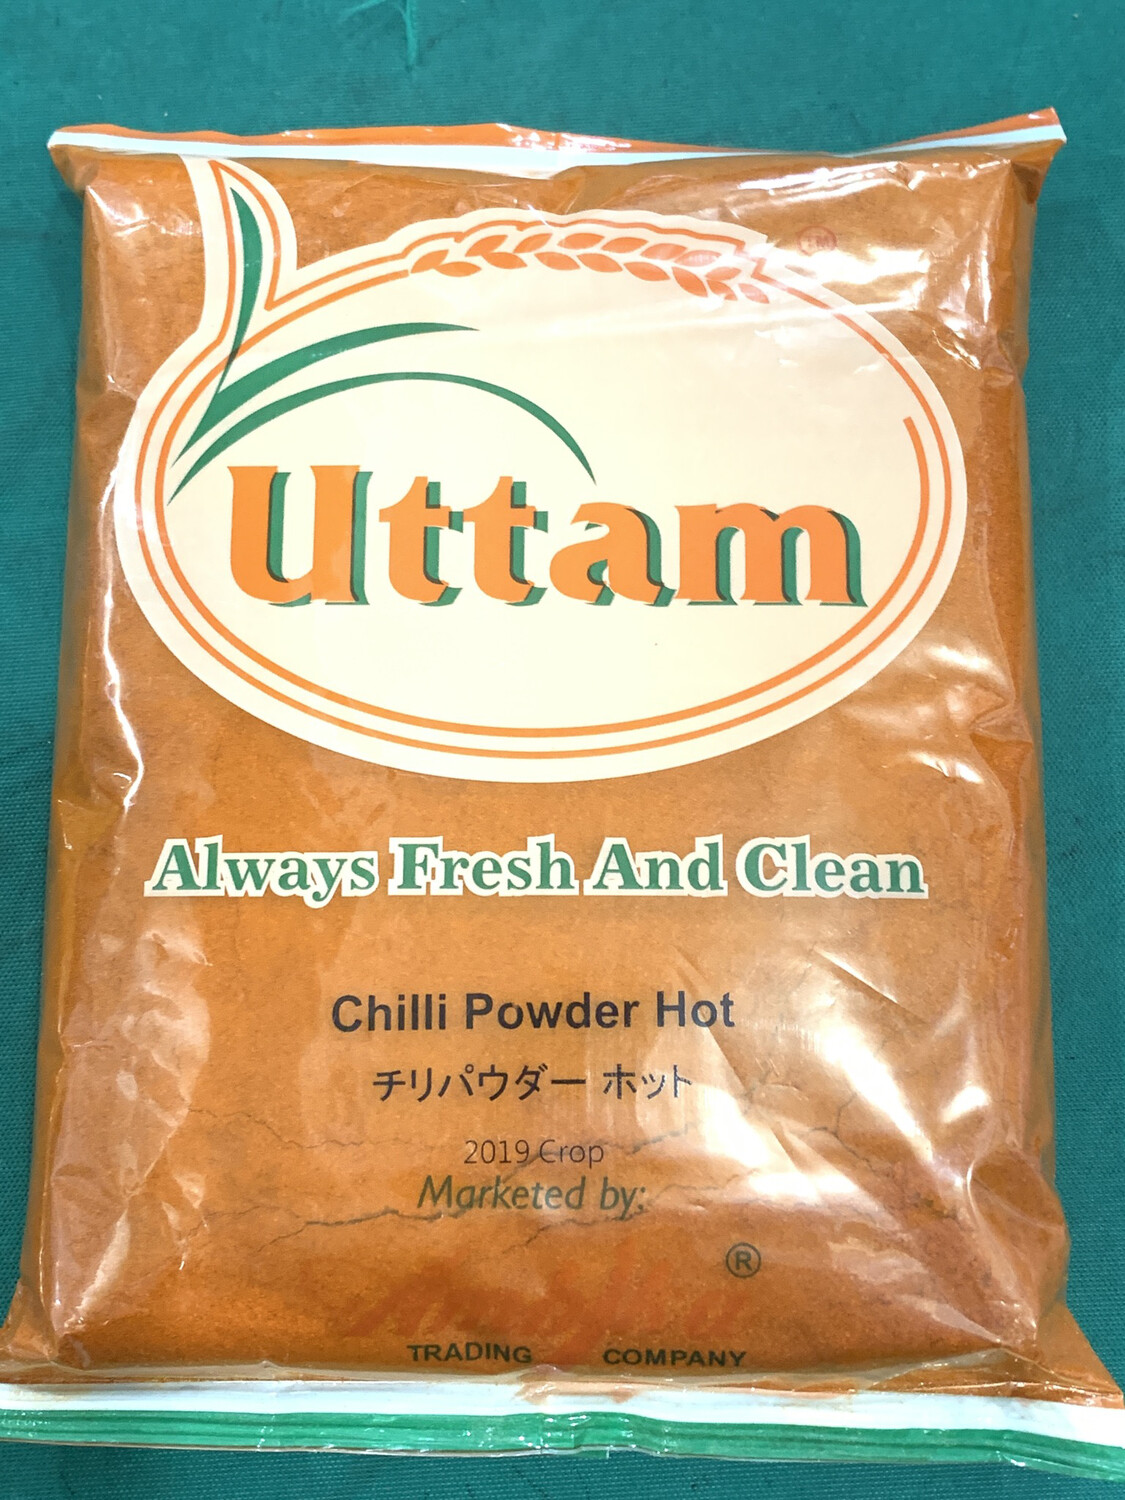 TM
Uttam
Always Fresh And Clean
Chilli Powder Hot
チリパウダー ホット
2019 Crop
Marketed by:
®
TRADING COMPANY